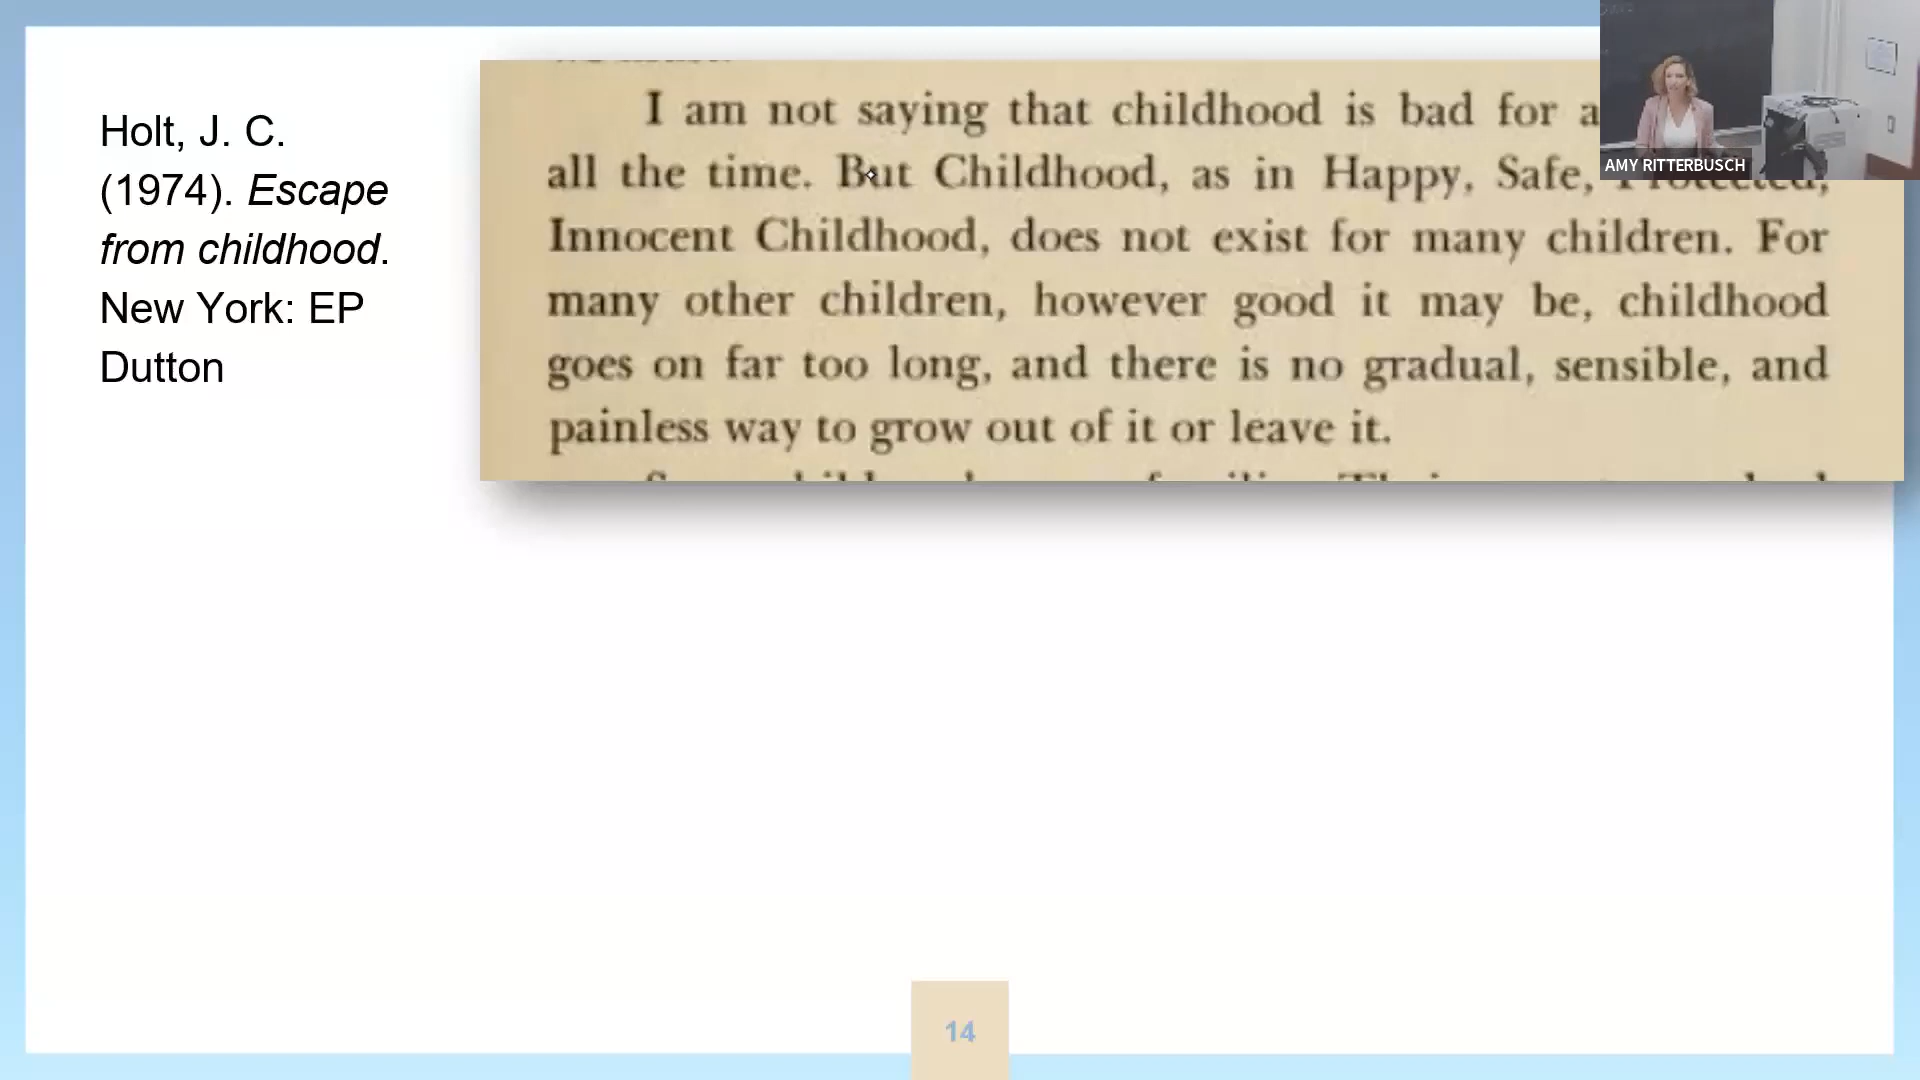 Holt, J. C.
(1974). Escape
from childhood.
New York: EP
Dutton
I am not saying that childhood is bad for
all the time. But Childhood, as in Happy, Safe, Protected,
Innocent Childhood, does not exist for many children. For
many other children, however good it may be, childhood
goes on far too long, and there is no gradual, sensible, and
painless way to grow out of it or leave it.
AMY RITTERBUSCH
14